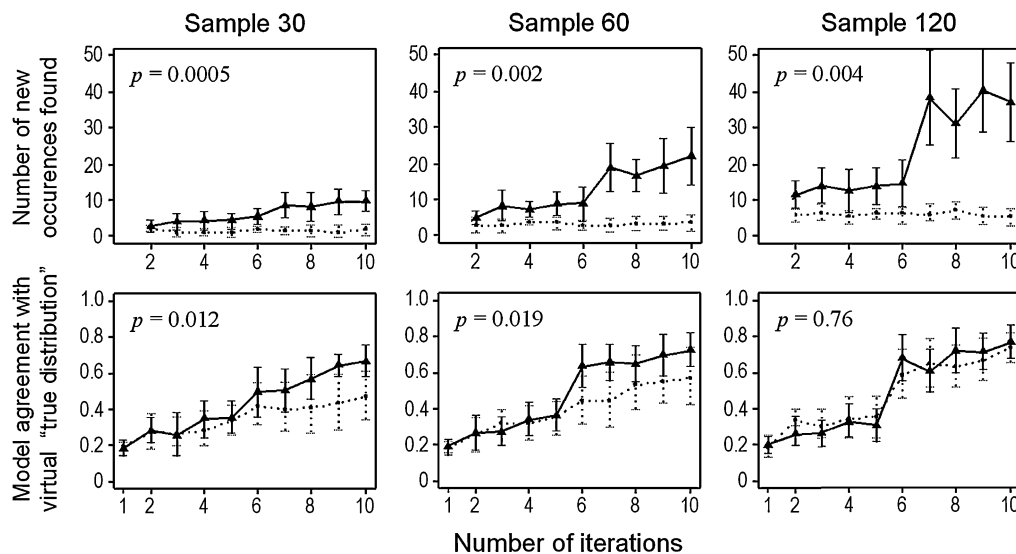 Sample 30
Sample 60
Sample 120
Number of new
occurences found
50
40
30
20
10
0
p = 0.0005
2 4 6 8 10
50
40
30
20
10
0
p = 0.002
2 4 6 8 10
50
40
30
20
10
0
p = 0.004
2 4 6 8 10
Model agreement with
virtual “true distribution”
1.0
0.8
0.6
0.4
0.2
0
p = 0.012
1 2 4 6 8 10
1.0
0.8
0.6
0.4
0.2
0
p = 0.019
1 2 4 6 8 10
1.0
0.8
0.6
0.4
0.2
0
p = 0.76
1 2 4 6 8 10
Number of iterations